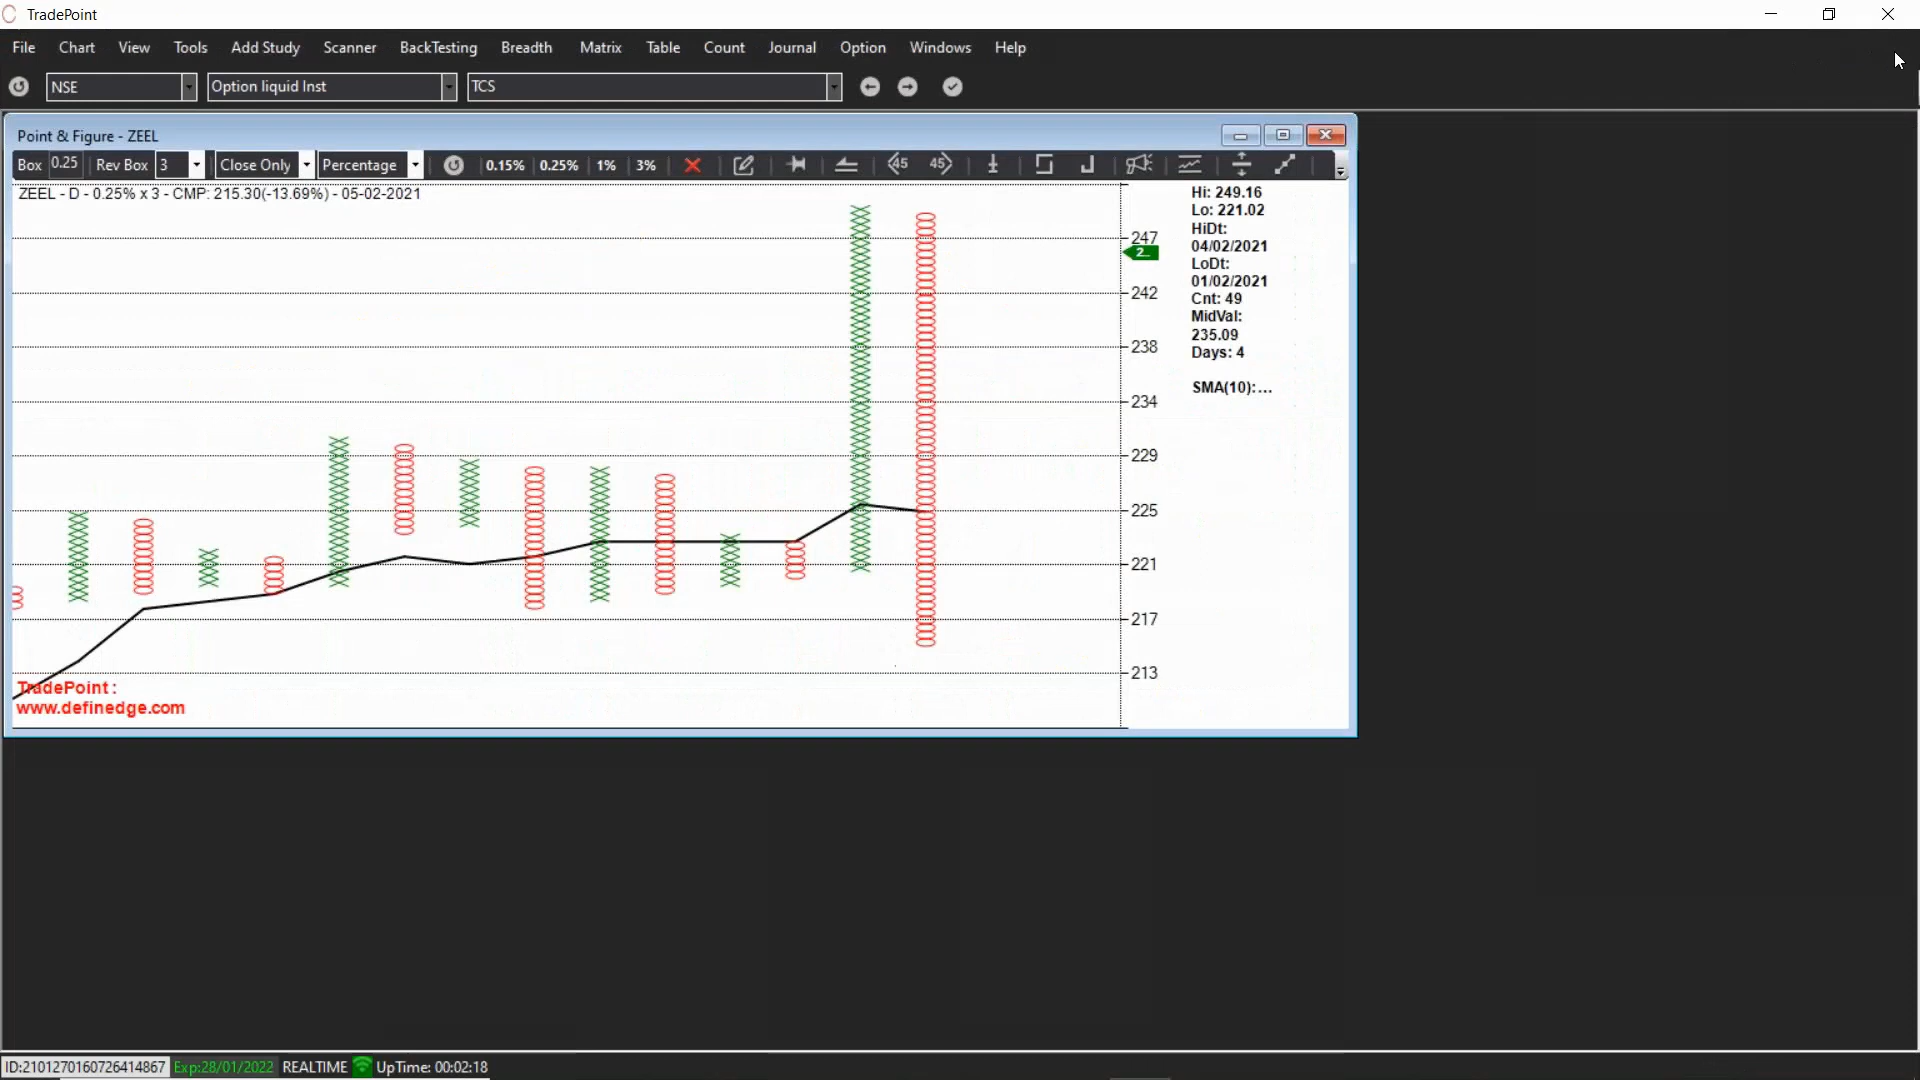 TradePoint
File Chart View Tools Add Study Scanner BackTesting Breadth Matrix Table Count Journal Option Windows Help
NSE Option liquid Inst TCS
Point & Figure - ZEEL
Box 0.25 Rev Box 3 Close Only Percentage 0.15% 0.25% 1% 3% 45 45
ZEEL - D - 0.25% x 3 - CMP: 215.30(-13.69%) - 05-02-2021
247
2..
242
238
234
229
225
221
217
213
Hi: 249.16
Lo: 221.02
HiDt:
04/02/2021
LoDt:
01/02/2021
Cnt: 49
MidVal:
235.09
Days: 4
SMA(10):...
TradePoint :
www.definedge.com
ID:2101270160726414867 Exp:28/01/2022 REALTIME UpTime: 00:02:18